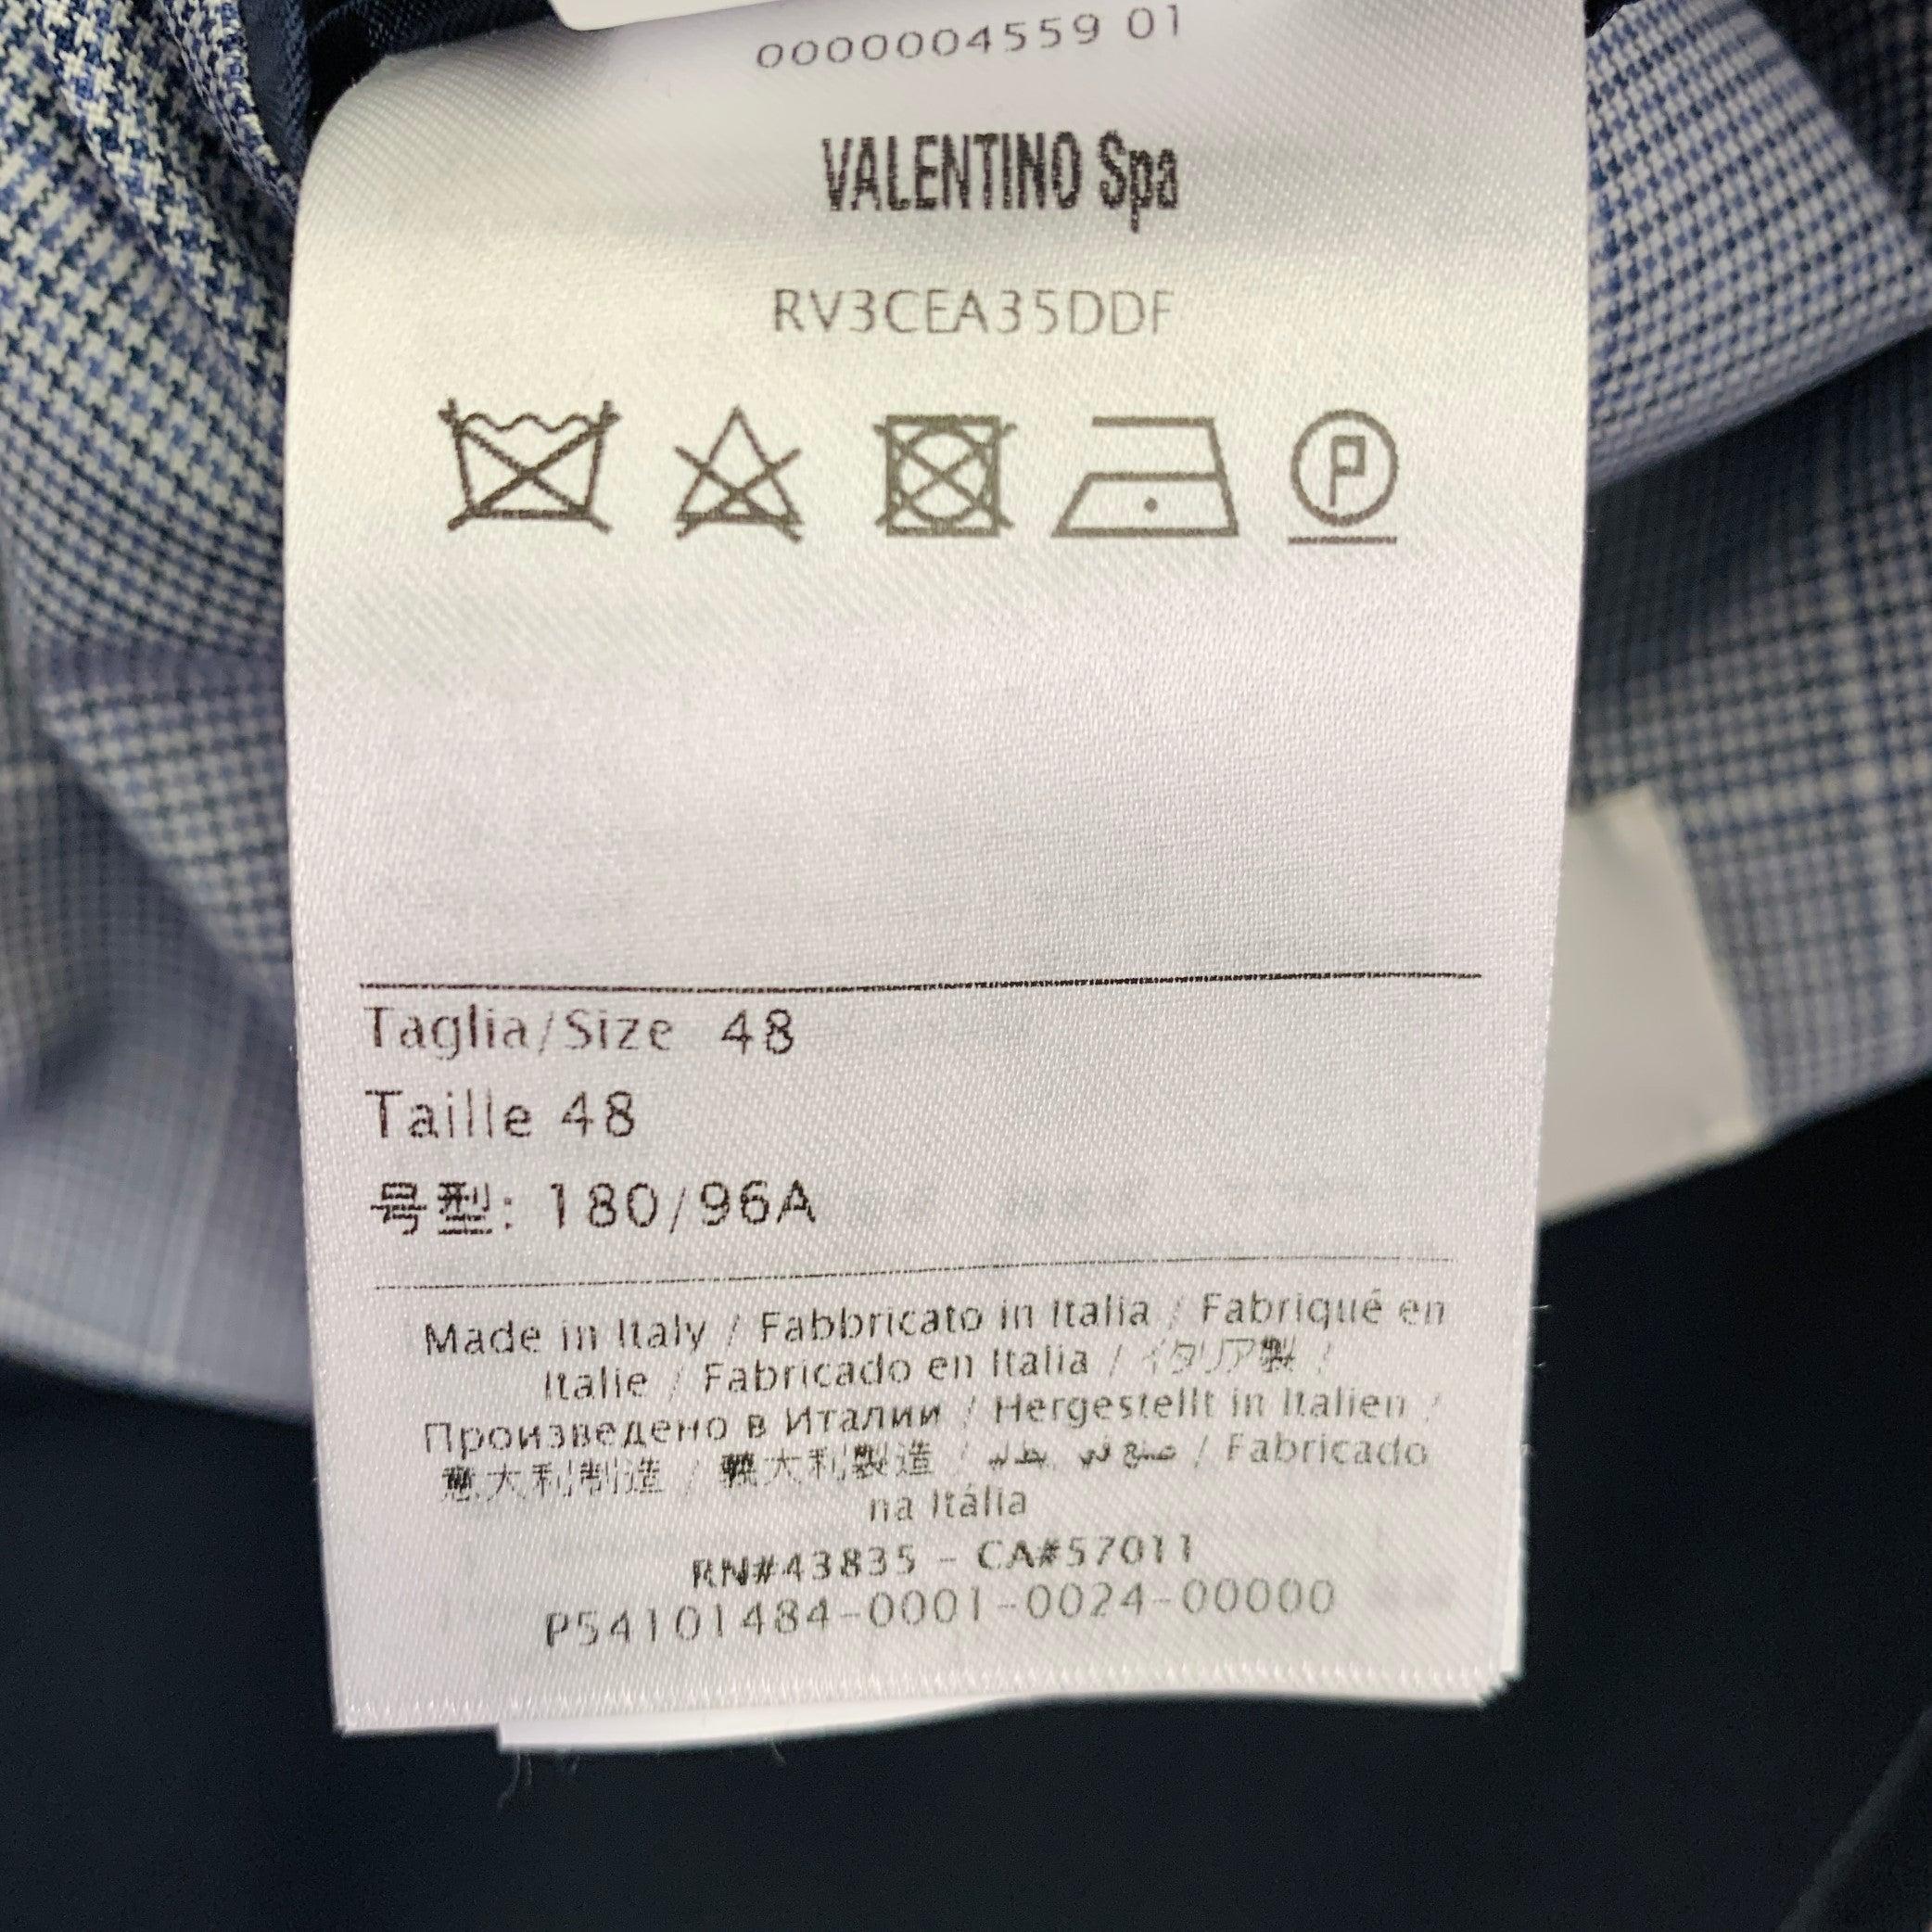 0000004559 01
VALENTINO Spa
RV3CEA35DDF
P
Taglia/Size 48
Taille 48
号型: 180/96A
Made in Italy / Fabbricato in Italia / Fabriqué en
Italie / Fabricado en Italia / イタリア製 /
Произведено в Италии / Hergestellt in Italien /
意大利制造 / 義大利製造 / صنع في / Fabricado
na Itália
RN#43835 - CA#57011
P54101484-0001-0024-00000